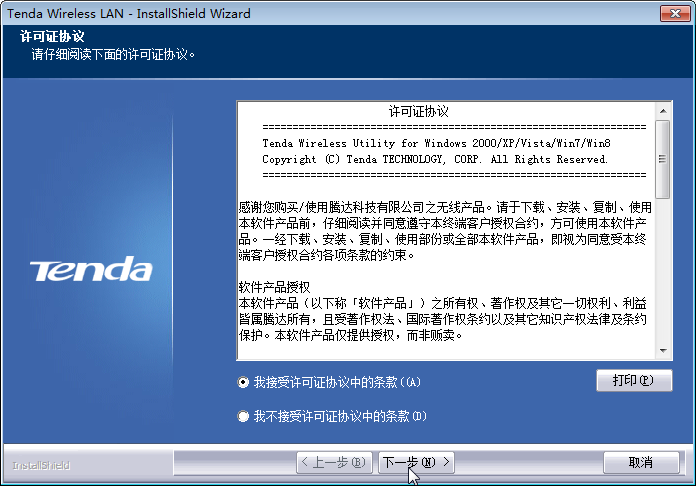 Tenda Wireless LAN - InstallShield Wizard
许可证协议
请仔细阅读下面的许可证协议。
许可证协议
================================================================
Tenda Wireless Utility for Windows 2000/XP/Vista/Win7/Win8
Copyright (C) Tenda TECHNOLOGY, CORP. All Rights Reserved.
================================================================
感谢您购买/使用腾达科技有限公司之无线产品。请于下载、安装、复制、使用
本软件产品前，仔细阅读并同意遵守本终端客户授权合约，方可使用本软件产
品。一经下载、安装、复制、使用部份或全部本软件产品，即视为同意受本终
端客户授权合约各项条款的约束。
软件产品授权
本软件产品（以下称「软件产品」）之所有权、著作权及其它一切权利、利益
皆属腾达所有，且受著作权法、国际著作权条约以及其它知识产权法律及条约
保护。本软件产品仅提供授权，而非贩卖。
Tenda
我接受许可证协议中的条款((A)
打印(P)
我不接受许可证协议中的条款(D)
InstallShield
< 上一步(B)
下一步(N) >
取消